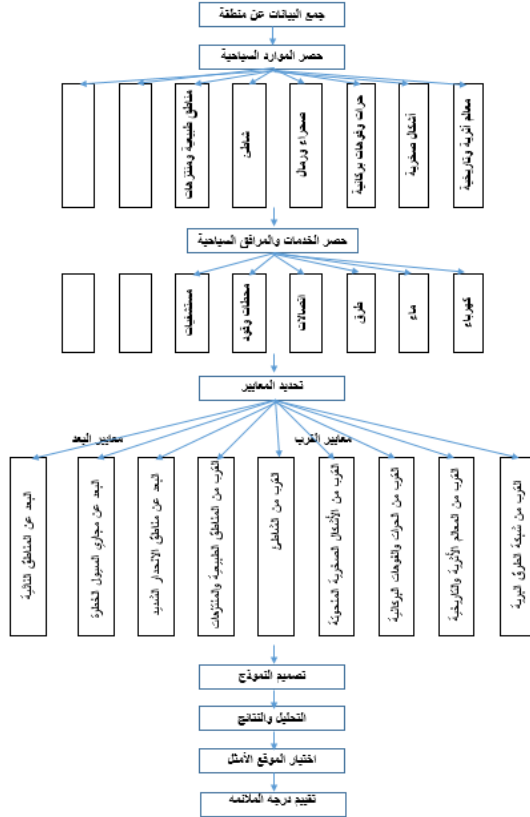 جمع البيانات عن منطقة
حصر الموارد السياحية
معالم أثرية وتاريخية
أشكال صخرية
حرات وفوهات بركانية
صحراء ورمال
شاطئ
مناطق طبيعية ومنتزهات
حصر الخدمات والمرافق السياحية
كهرباء
ماء
طرق
اتصالات
محطات وقود
مستشفيات
تحديد المعايير
معايير القرب
معايير البعد
القرب من شبكة الطرق البرية
القرب من المعالم الأثرية والتاريخية
القرب من الحرات والفوهات البركانية
القرب من الأشكال الصخرية المنحوتة
القرب من الشاطئ
القرب من المناطق الطبيعية والمنتزهات
البعد عن مناطق الانحدار الشديد
البعد عن مجاري السيول الخطرة
البعد عن المناطق النائية
تصميم النموذج
التحليل والنتائج
اختيار الموقع الأمثل
تقييم درجه الملائمه